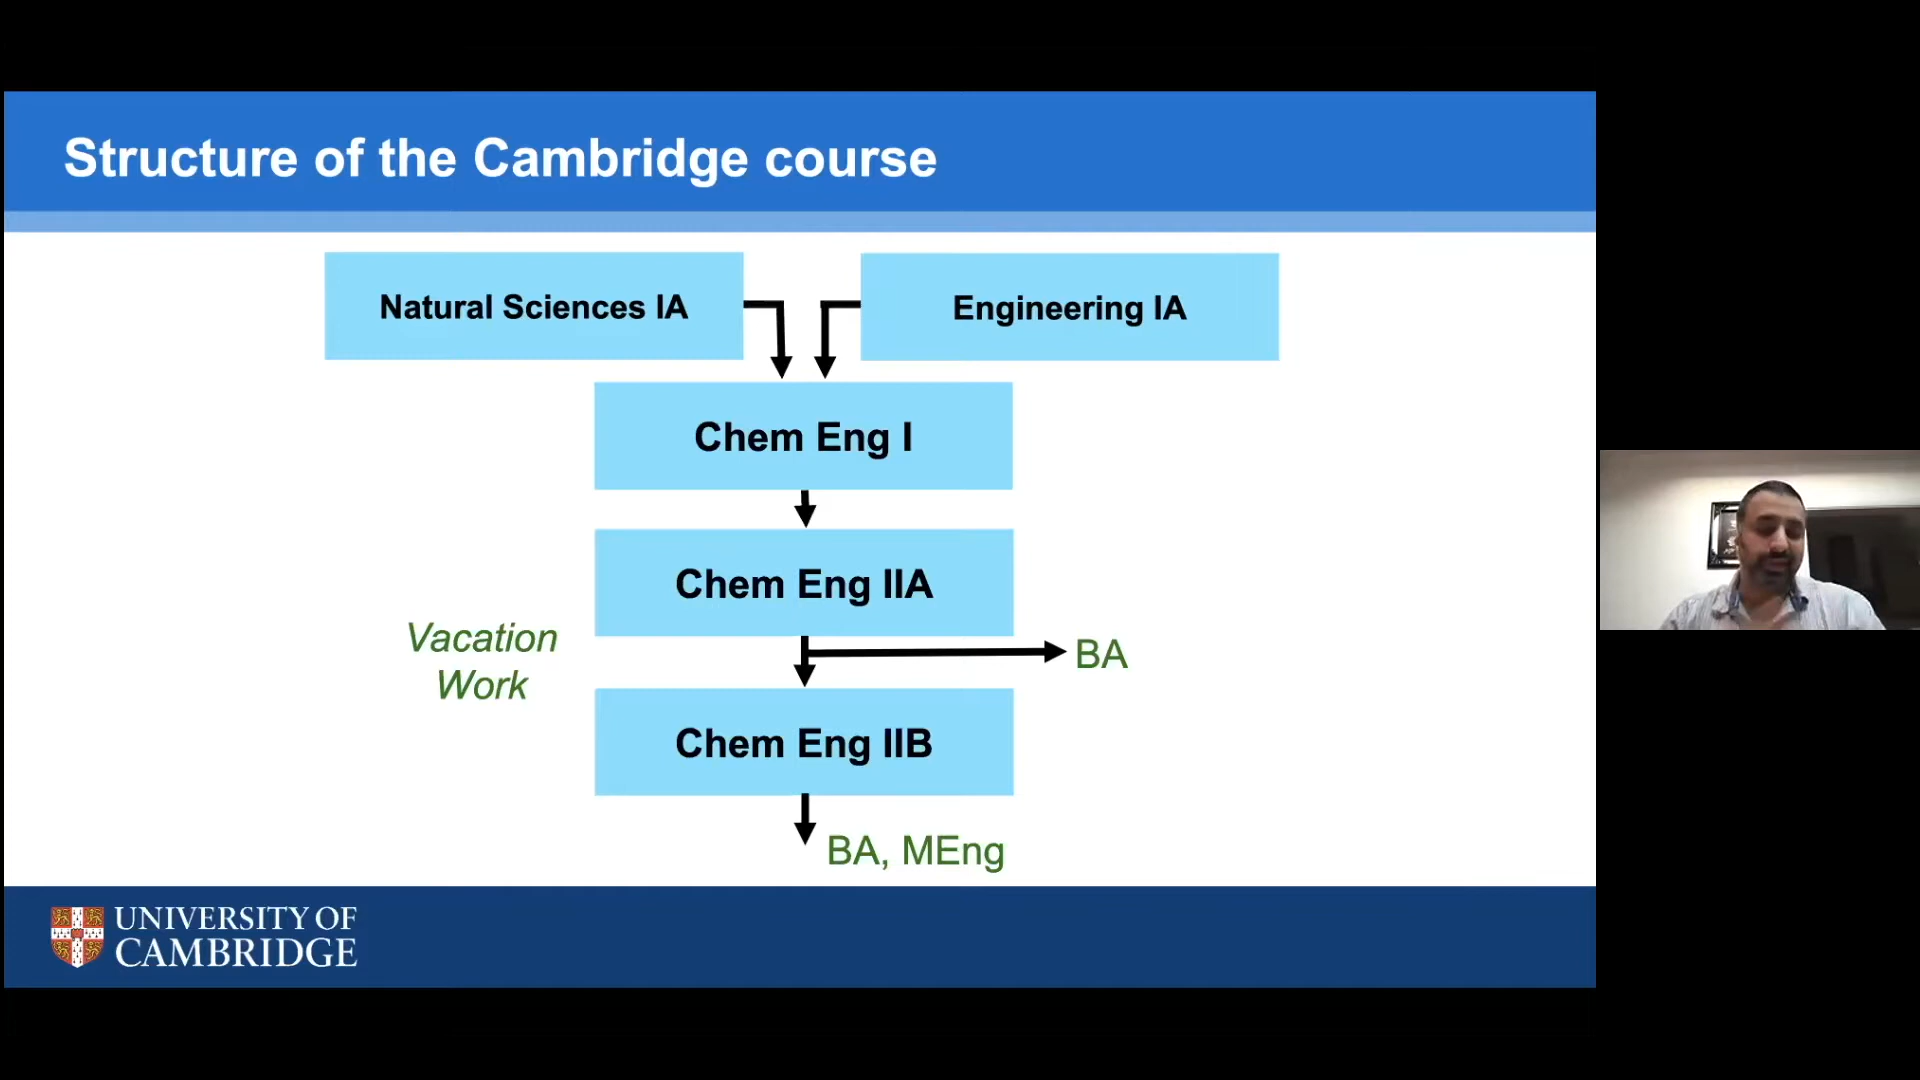 Structure of the Cambridge course
Natural Sciences IA
Engineering IA
Chem Eng I
Chem Eng IIA
Vacation
Work
BA
Chem Eng IIB
BA, MEng
UNIVERSITY OF
CAMBRIDGE